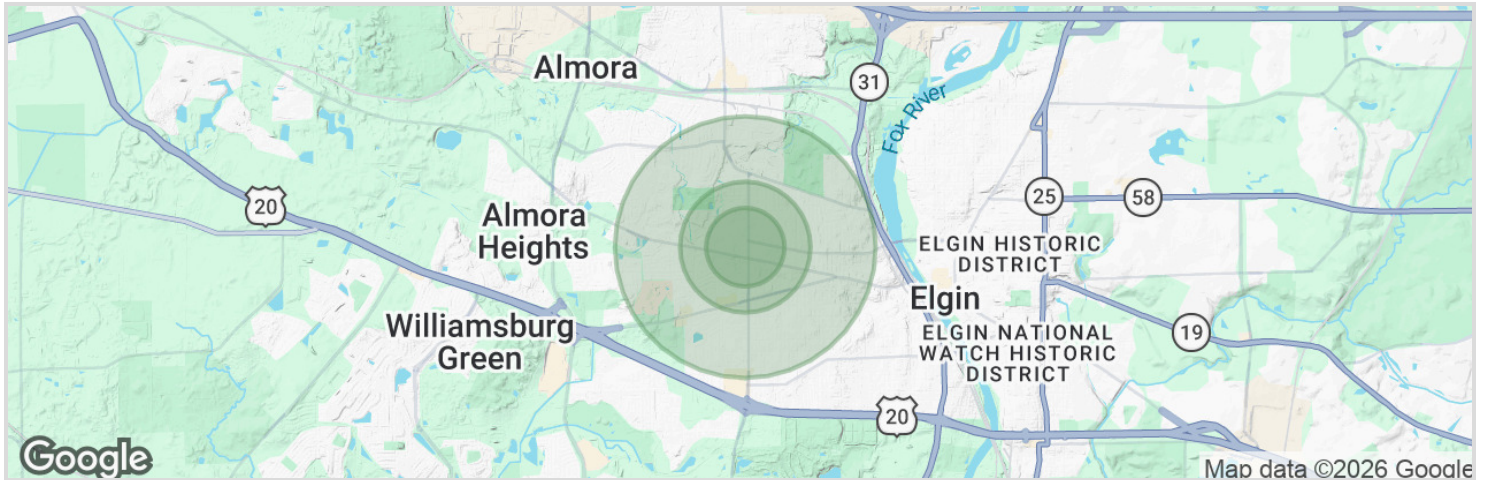 Almora
31
Fox River
20
Almora
Heights
25
58
ELGIN HISTORIC
DISTRICT
Elgin
Williamsburg
Green
ELGIN NATIONAL
WATCH HISTORIC
DISTRICT
19
20
Google
Map data ©2026 Google